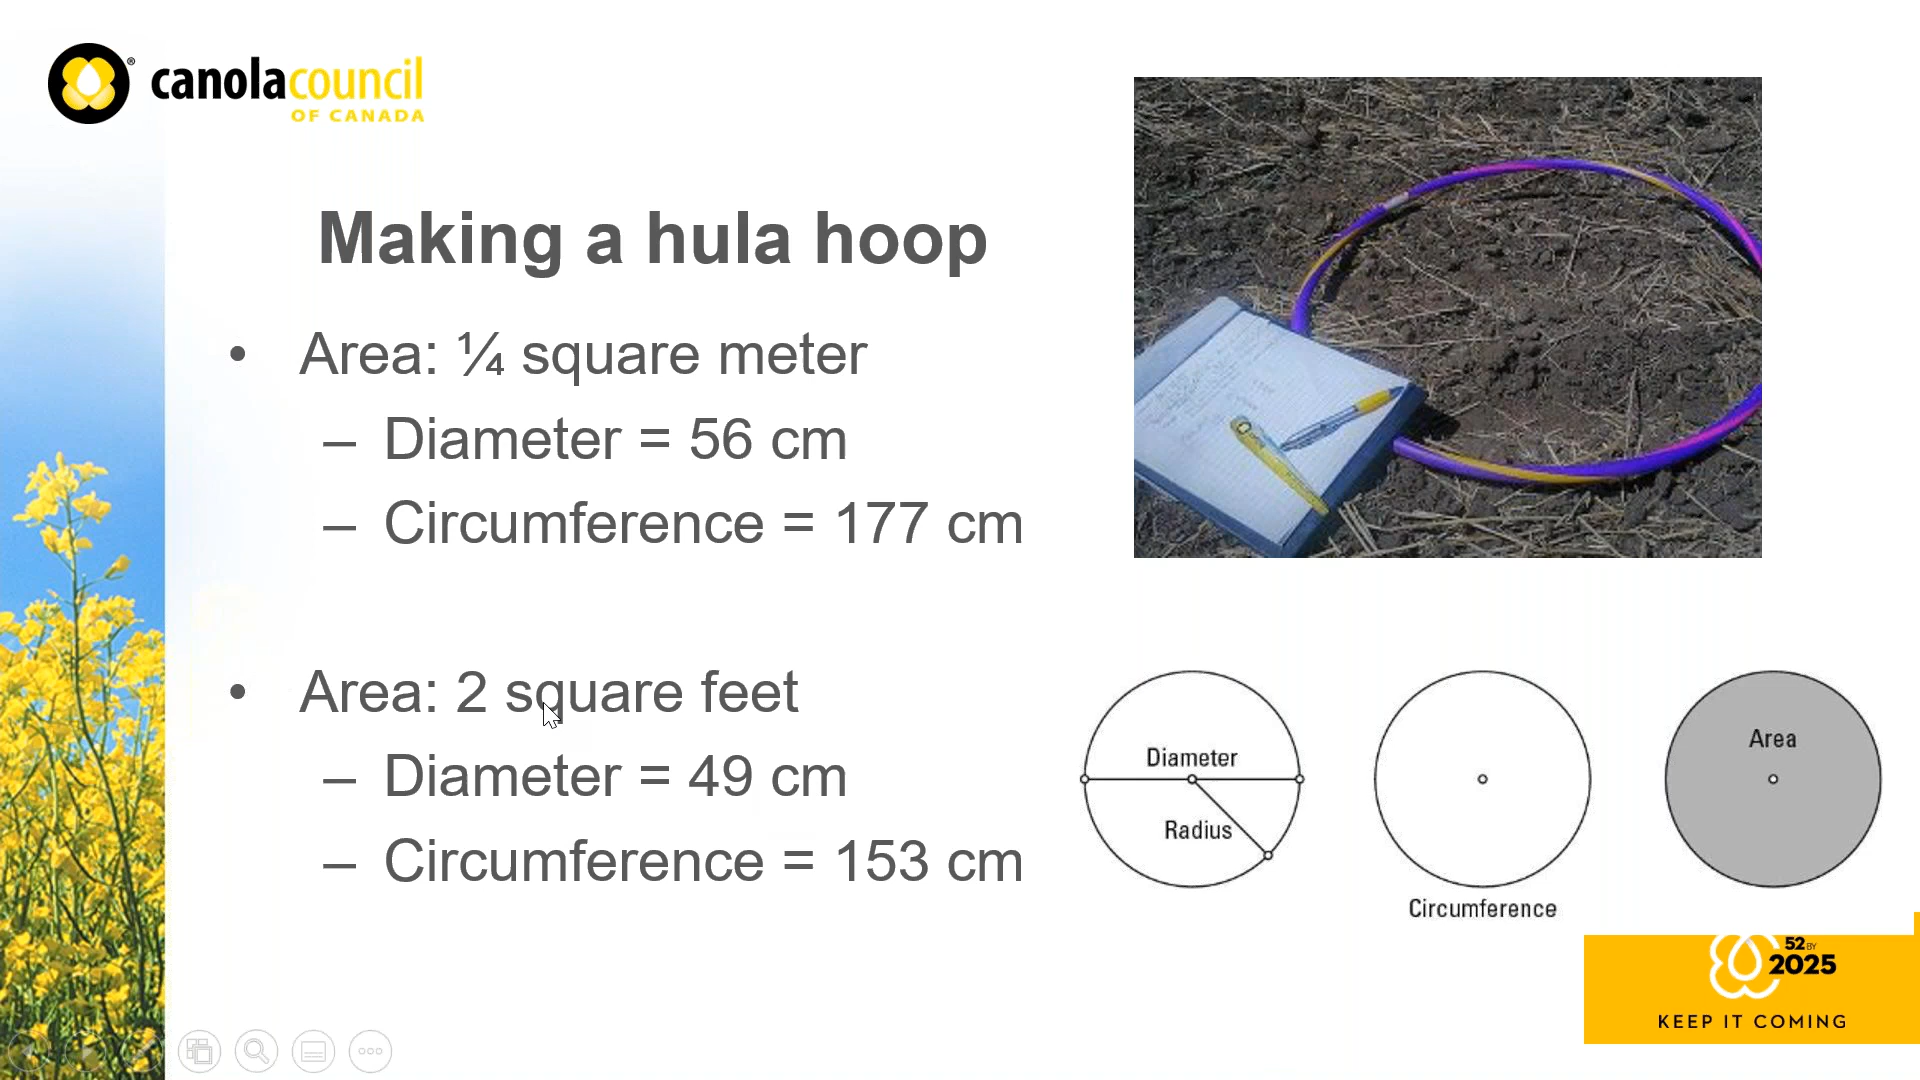 canolacouncil®
OF CANADA
Making a hula hoop
• Area: ¼ square meter
– Diameter = 56 cm
– Circumference = 177 cm
• Area: 2 square feet
– Diameter = 49 cm
– Circumference = 153 cm
Diameter
Radius
Circumference
Area
52 BY
2025
KEEP IT COMING